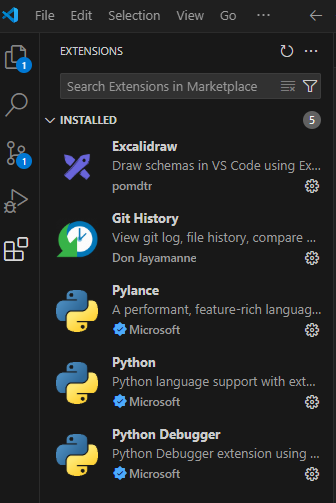 File Edit Selection View Go ···
EXTENSIONS
1
Search Extensions in Marketplace
INSTALLED 5
Excalidraw
Draw schemas in VS Code using Ex...
pomdtr
1
Git History
View git log, file history, compare ...
Don Jayamanne
Pylance
A performant, feature-rich languag...
Microsoft
Python
Python language support with ext...
Microsoft
Python Debugger
Python Debugger extension using ...
Microsoft